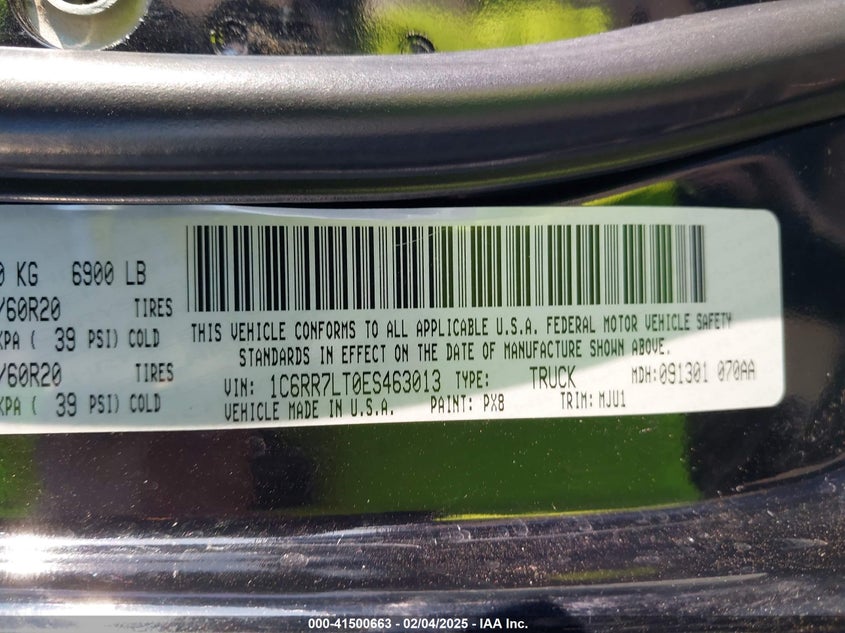 0 KG 6900 LB
/60R20 TIRES
KPA ( 39 PSI) COLD
/60R20 TIRES
KPA ( 39 PSI) COLD
THIS VEHICLE CONFORMS TO ALL APPLICABLE U.S.A. FEDERAL MOTOR VEHICLE SAFETY
STANDARDS IN EFFECT ON THE DATE OF MANUFACTURE SHOWN ABOVE.
VIN: 1C6RR7LT0ES463013 TYPE: TRUCK MDH: 091301 070AA
VEHICLE MADE IN U.S.A. PAINT: PX8 TRIM: MJU1
000-41500663 — 02/04/2025 - IAA Inc.